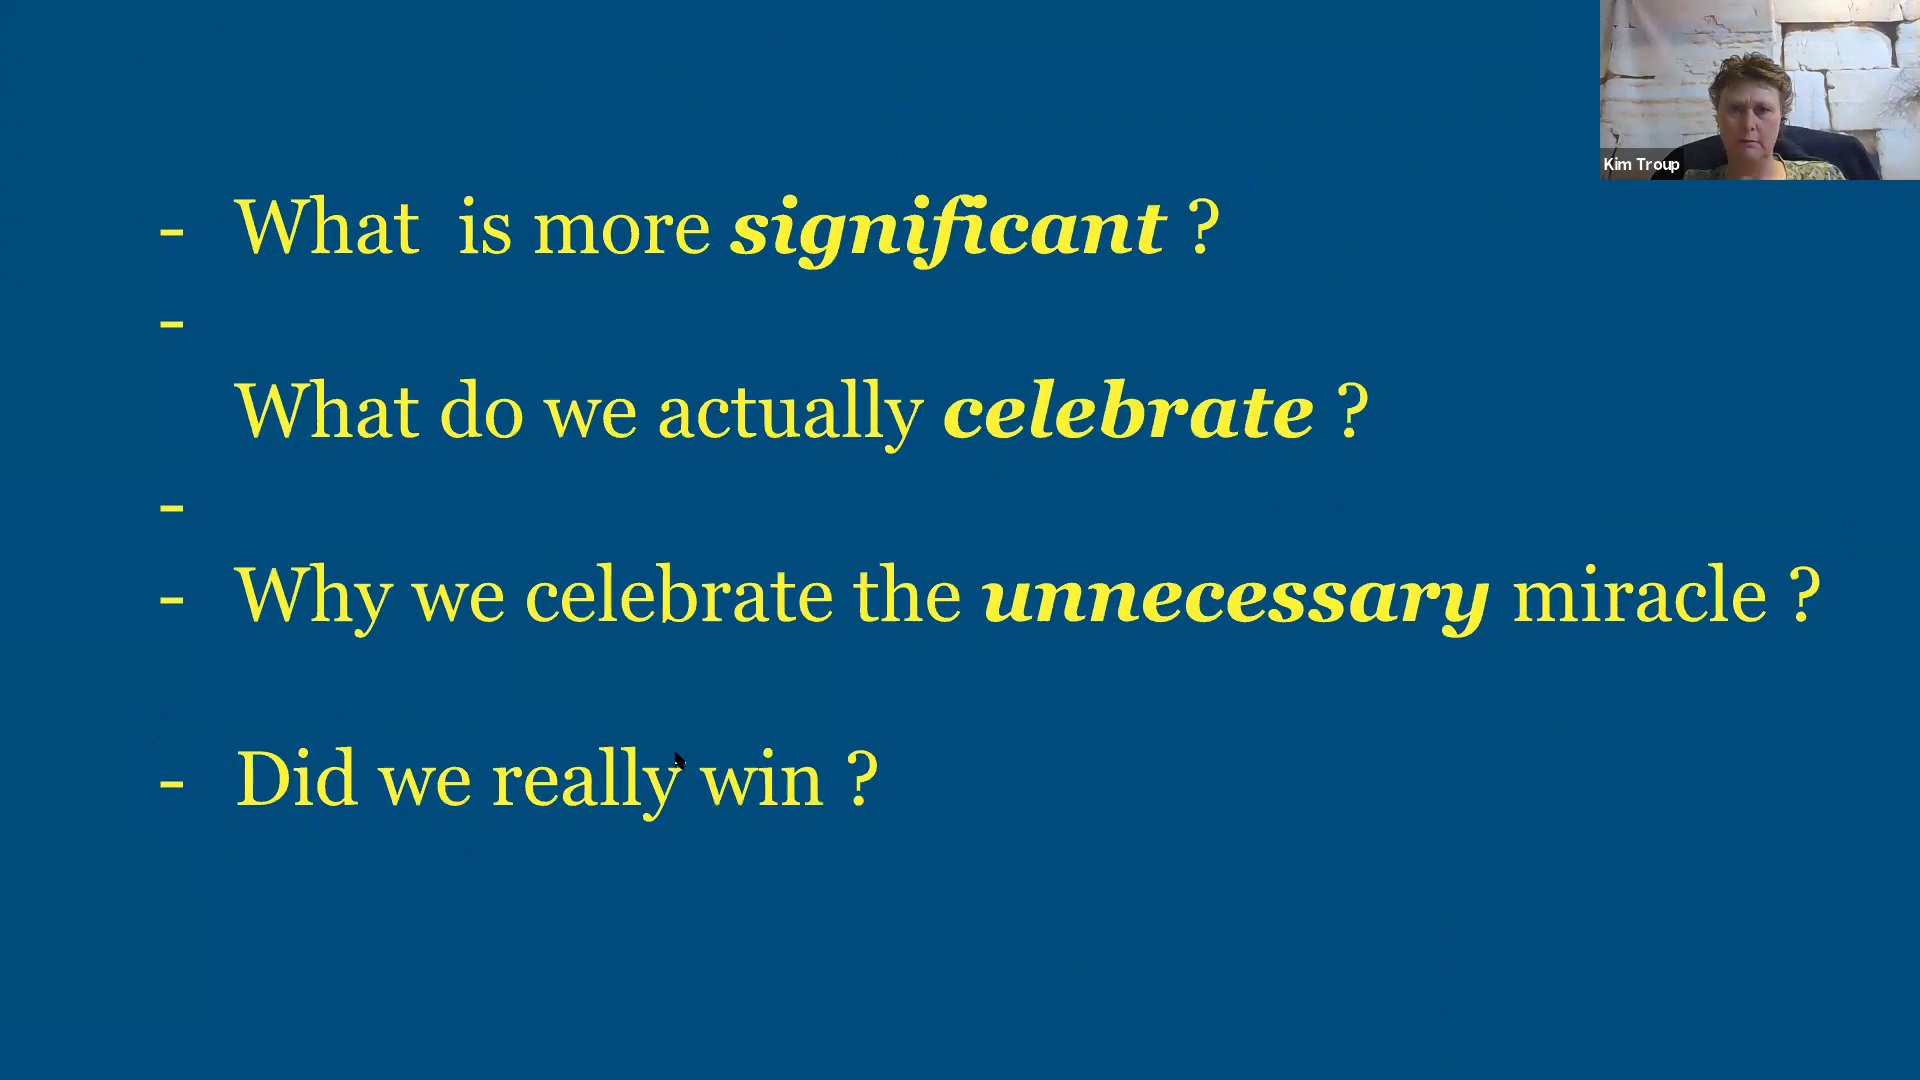 Kim Troup
- What is more significant ?
-
What do we actually celebrate ?
-
- Why we celebrate the unnecessary miracle ?
- Did we really win ?